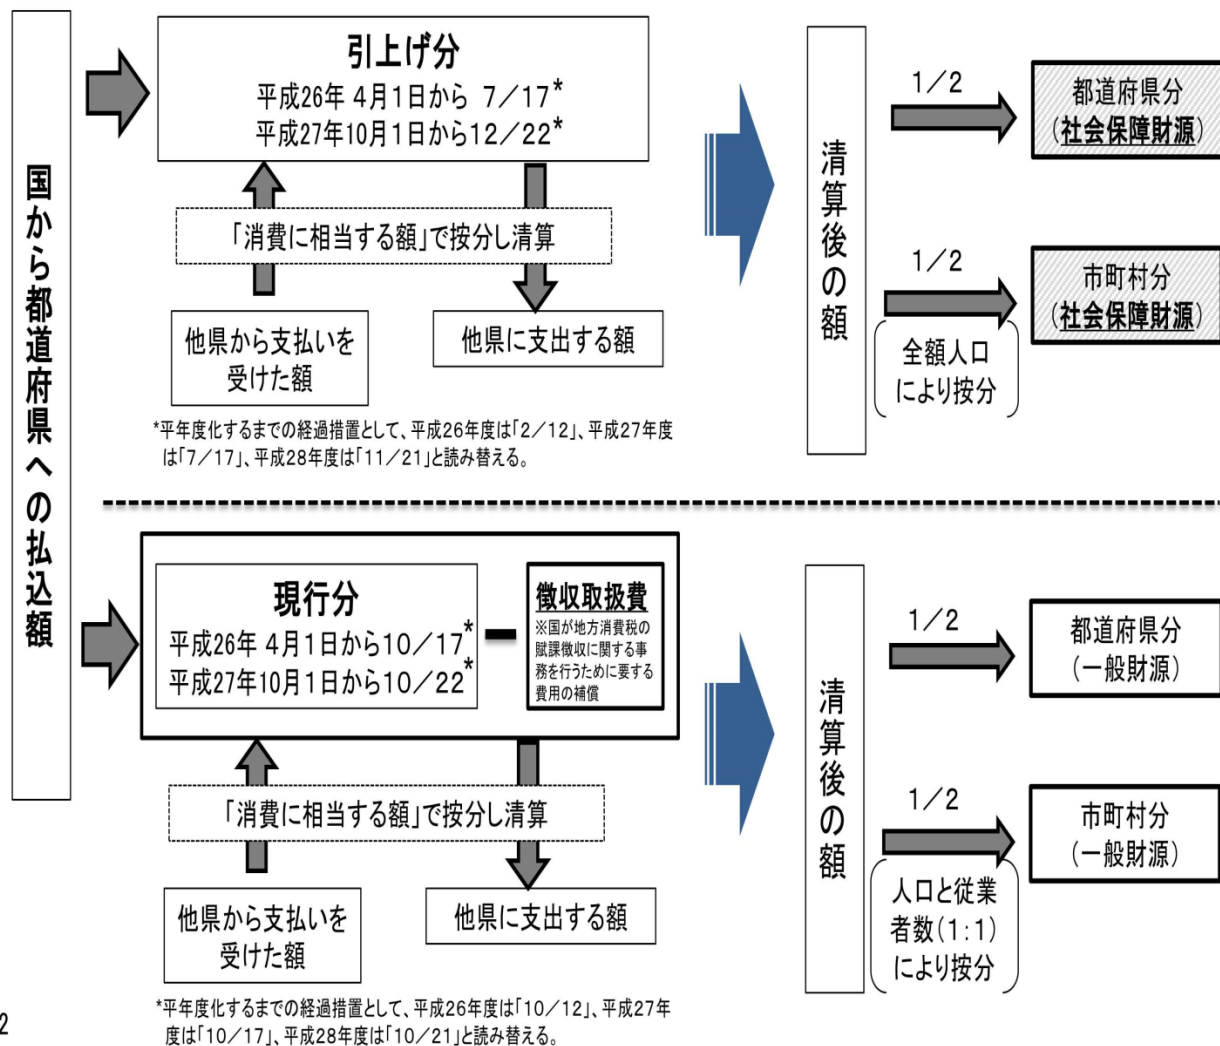 国から都道府県への払込額
引上げ分
平成26年 4月1日から 7／17*
平成27年10月1日から12／22*
「消費に相当する額」で按分し清算
他県から支払いを
受けた額
他県に支出する額
*平年度化するまでの経過措置として、平成26年度は「2／12」、平成27年度
は「7／17」、平成28年度は「11／21」と読み替える。
清算後の額
1／2
都道府県分
(社会保障財源)
1／2
市町村分
(社会保障財源)
全額人口
により按分
現行分
平成26年 4月1日から10／17*
平成27年10月1日から10／22*
徴収取扱費
※国が地方消費税の
賦課徴収に関する事
務を行うために要する
費用の補償
「消費に相当する額」で按分し清算
他県から支払いを
受けた額
他県に支出する額
*平年度化するまでの経過措置として、平成26年度は「10／12」、平成27年
度は「10／17」、平成28年度は「10／21」と読み替える。
清算後の額
1／2
都道府県分
(一般財源)
1／2
市町村分
(一般財源)
人口と従業
者数(1:1)
により按分
2